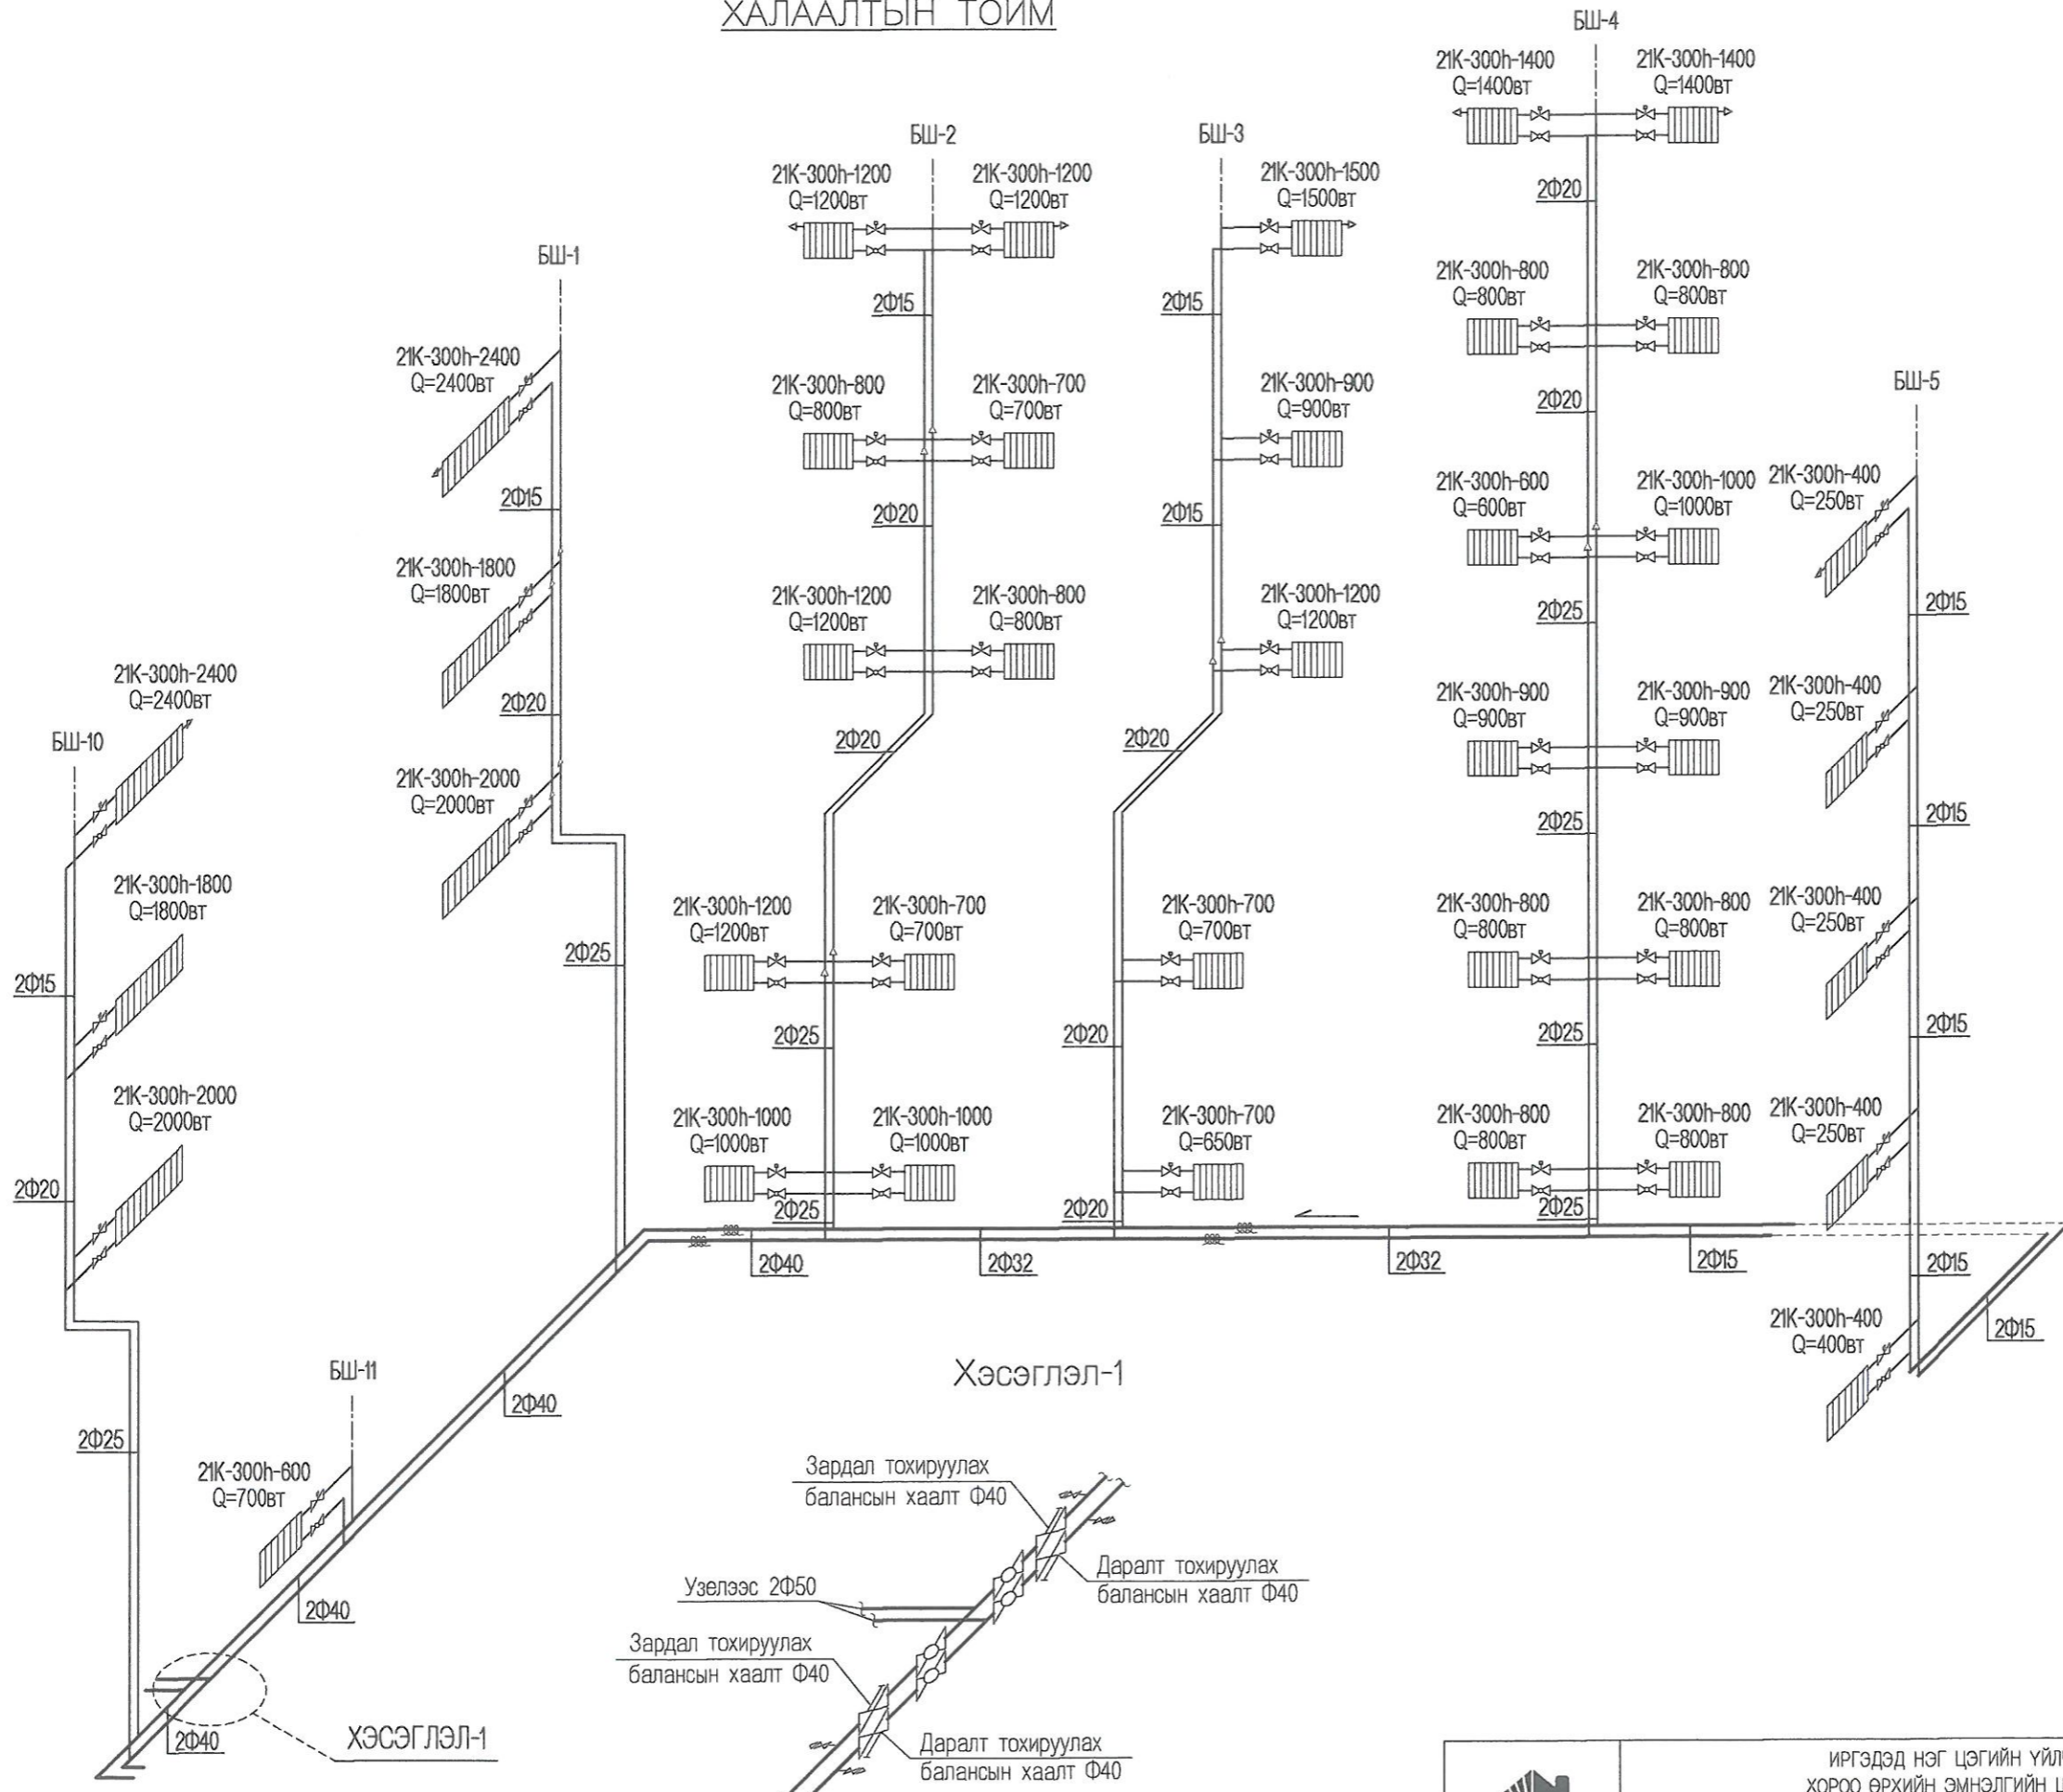 ХАЛААЛТЫН ТОЙМ
БШ-4
21К-300h-1400
Q=1400вт
21К-300h-1400
Q=1400вт
2Ф20
21К-300h-800
Q=800вт
21К-300h-800
Q=800вт
2Ф20
21К-300h-600
Q=600вт
21К-300h-1000
Q=1000вт
2Ф25
21К-300h-900
Q=900вт
21К-300h-900
Q=900вт
2Ф25
21К-300h-800
Q=800вт
21К-300h-800
Q=800вт
2Ф25
21К-300h-800
Q=800вт
21К-300h-800
Q=800вт
2Ф25
БШ-2
21К-300h-1200
Q=1200вт
21К-300h-1200
Q=1200вт
2Ф15
21К-300h-800
Q=800вт
21К-300h-700
Q=700вт
2Ф20
21К-300h-1200
Q=1200вт
21К-300h-800
Q=800вт
2Ф20
21К-300h-1200
Q=1200вт
21К-300h-700
Q=700вт
2Ф25
21К-300h-1000
Q=1000вт
21К-300h-1000
Q=1000вт
2Ф25
БШ-3
21К-300h-1500
Q=1500вт
2Ф15
21К-300h-900
Q=900вт
2Ф15
21К-300h-1200
Q=1200вт
2Ф20
21К-300h-700
Q=700вт
2Ф20
21К-300h-700
Q=650вт
2Ф20
БШ-1
21К-300h-2400
Q=2400вт
2Ф15
21К-300h-1800
Q=1800вт
2Ф20
21К-300h-2000
Q=2000вт
2Ф25
БШ-5
21К-300h-400
Q=250вт
2Ф15
21К-300h-400
Q=250вт
2Ф15
21К-300h-400
Q=250вт
2Ф15
21К-300h-400
Q=250вт
2Ф15
21К-300h-400
Q=400вт
2Ф15
БШ-10
21К-300h-2400
Q=2400вт
21К-300h-1800
Q=1800вт
2Ф15
21К-300h-2000
Q=2000вт
2Ф20
2Ф25
2Ф40
2Ф32
2Ф32
2Ф15
БШ-11
21К-300h-600
Q=700вт
2Ф40
2Ф40
2Ф40
ХЭСЭГЛЭЛ-1
Хэсэглэл-1
Зардал тохируулах
балансын хаалт Ф40
Даралт тохируулах
балансын хаалт Ф40
Узелээс 2Ф50
Зардал тохируулах
балансын хаалт Ф40
Даралт тохируулах
балансын хаалт Ф40
ИРГЭДЭД НЭГ ЦЭГИЙН
ХОРОО ӨРХИЙН ЭМНЭЛГИЙН